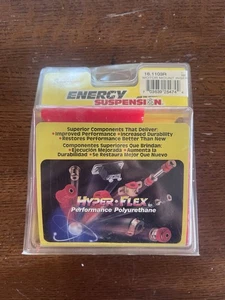 ENERGY
SUSPENSION
Superior Components That Deliver:
•Improved Performance •Increased Durability
•Restores Performance Better Than New
Componentes Superiores Que Brindan:
•Ejecución Mejorada •Aumenta la
Durabilidad •Se Restaura Mejor Que Nuevo
HYPER•FLEX
Performance Polyurethane